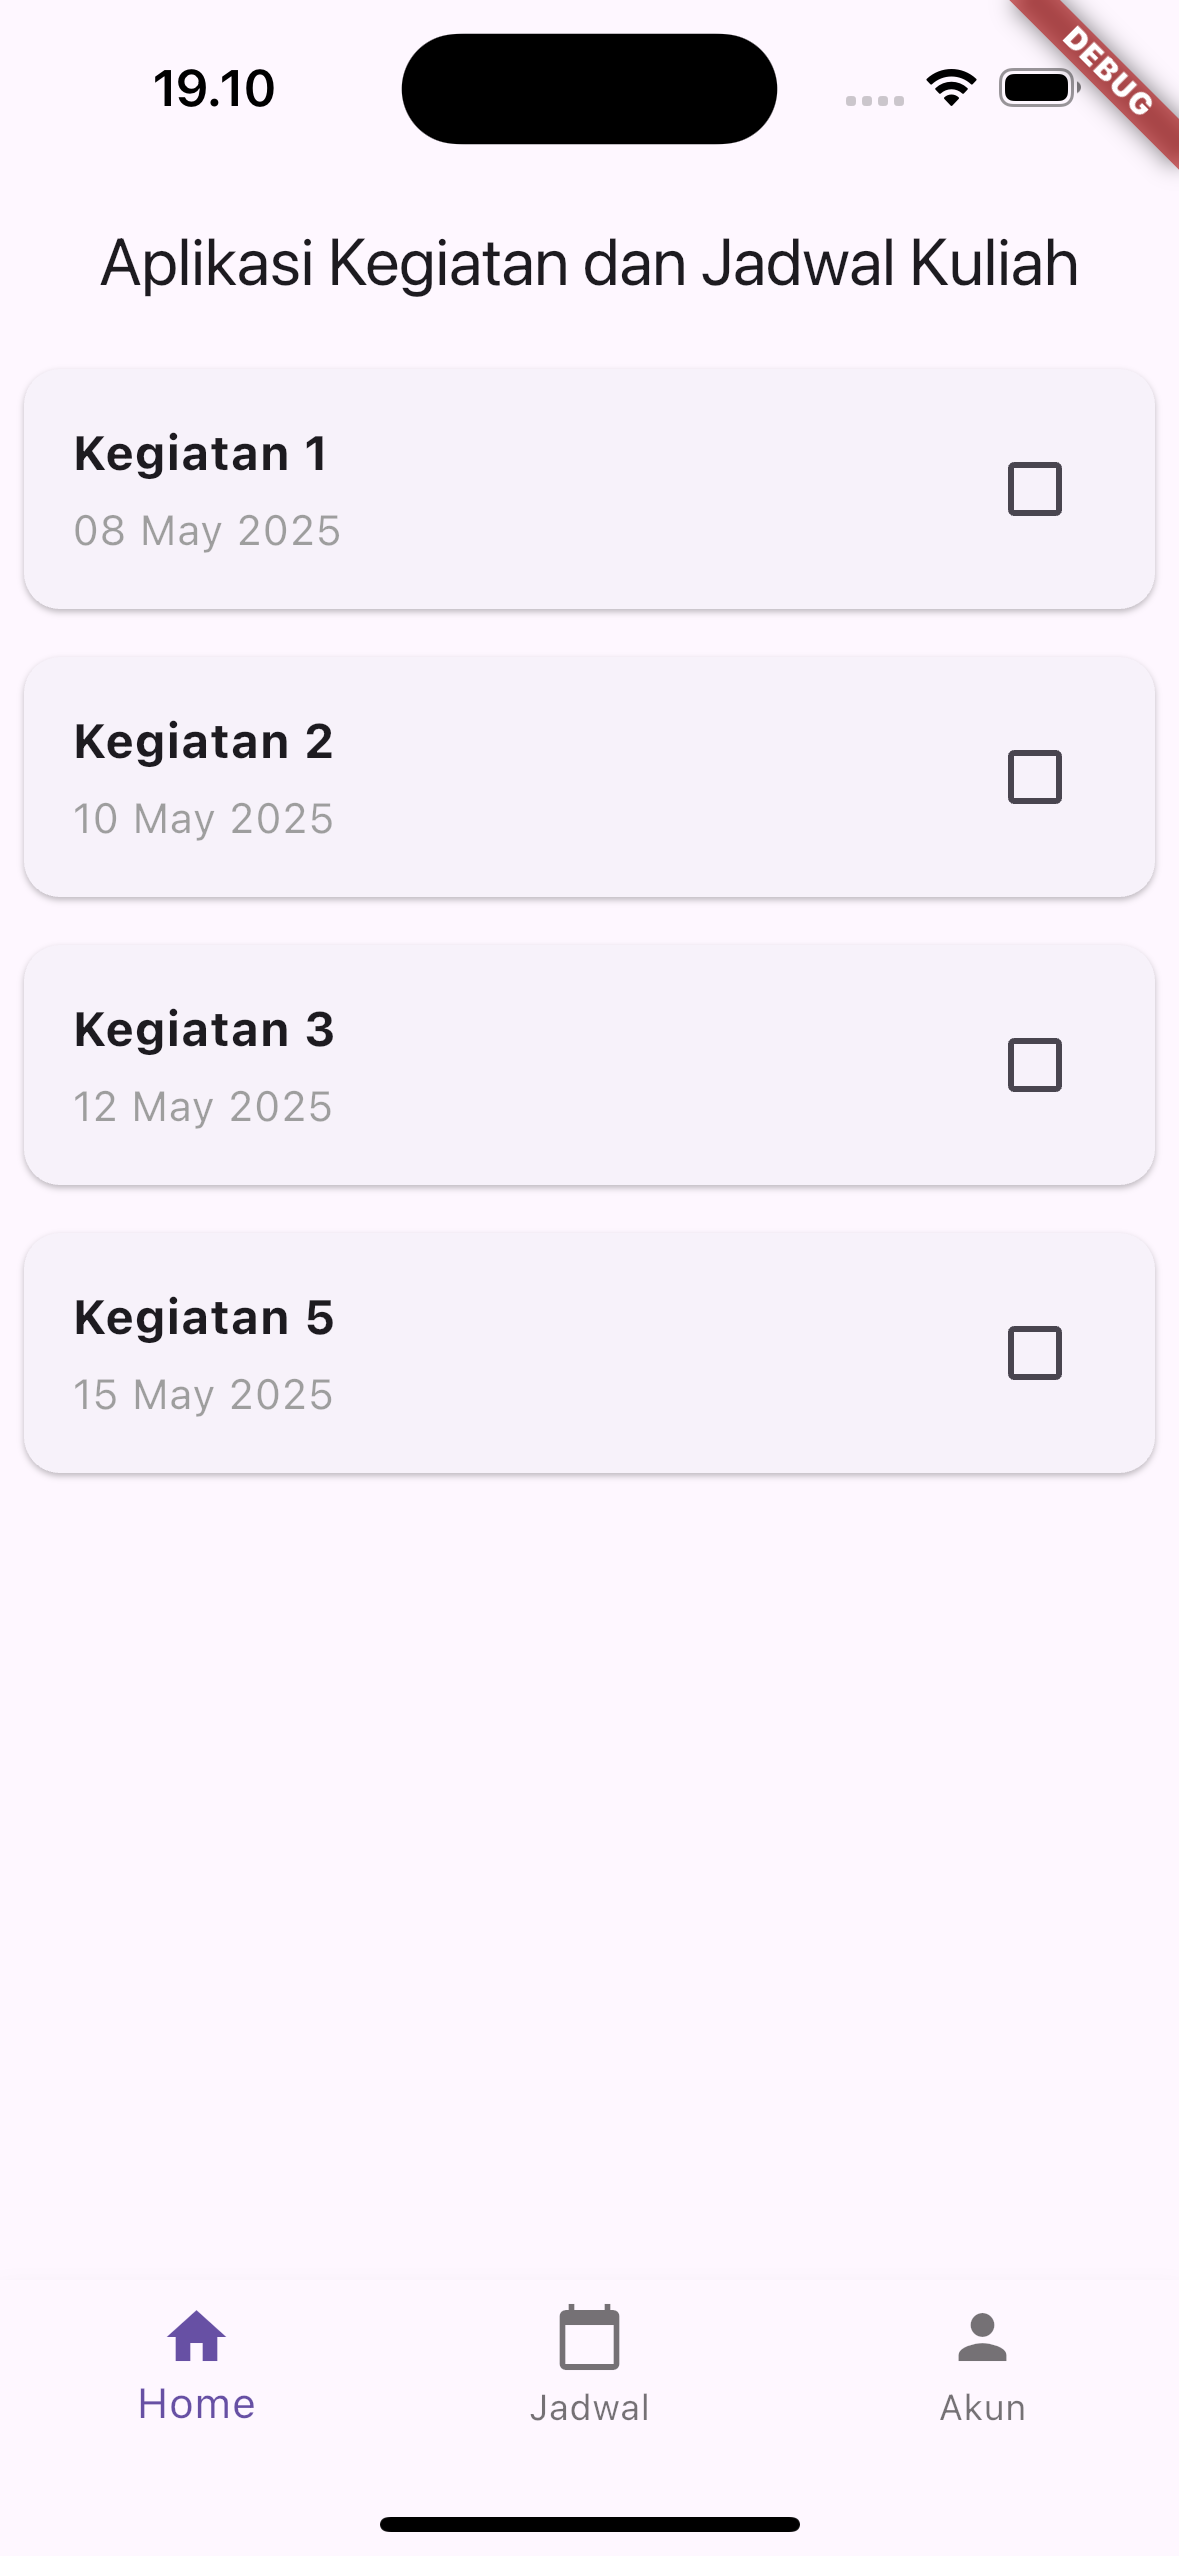 19.10
DEBUG
Aplikasi Kegiatan dan Jadwal Kuliah
Kegiatan 1
08 May 2025
Kegiatan 2
10 May 2025
Kegiatan 3
12 May 2025
Kegiatan 5
15 May 2025
Home
Jadwal
Akun